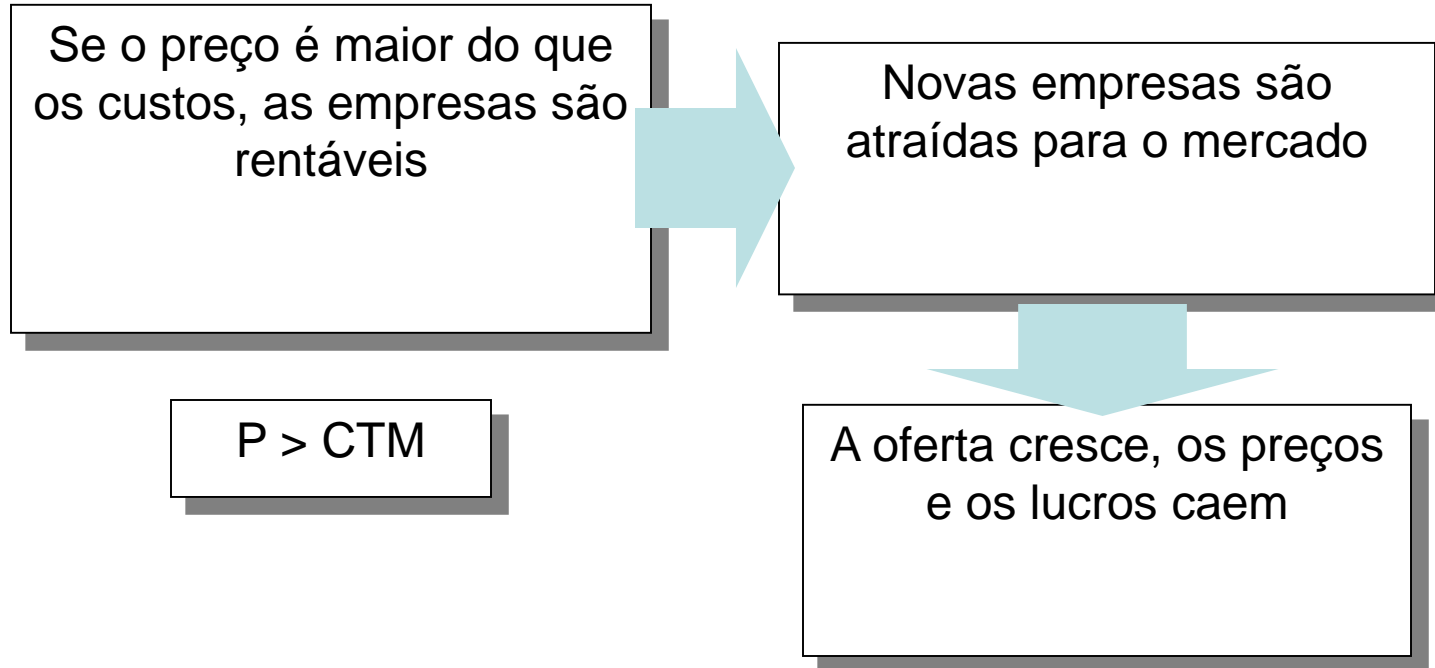 Se o preço é maior do que
os custos, as empresas são
rentáveis
Novas empresas são
atraídas para o mercado
P > CTM
A oferta cresce, os preços
e os lucros caem